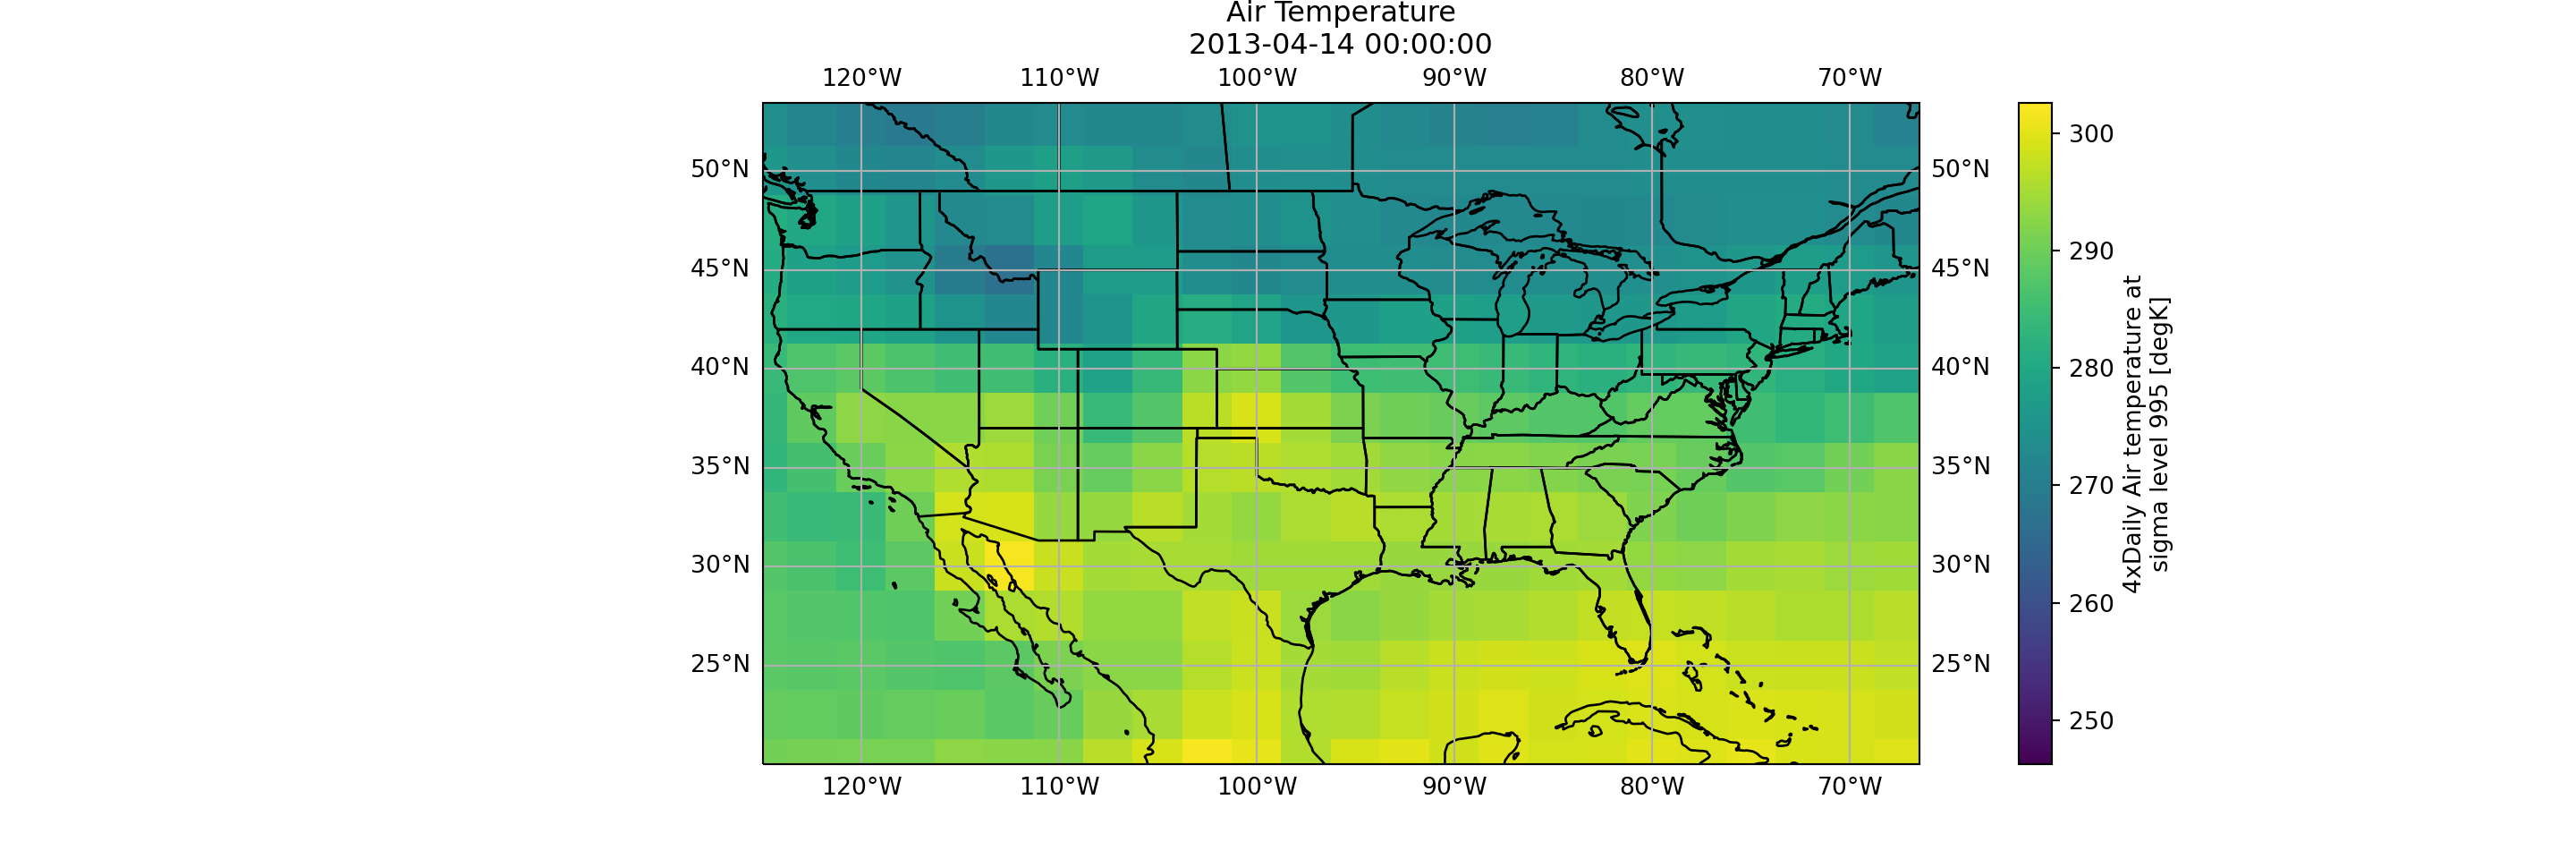 Air Temperature
2013-04-14 00:00:00
120°W 110°W 100°W 90°W 80°W 70°W
50°N 50°N
45°N 45°N
40°N 40°N
35°N 35°N
30°N 30°N
25°N 25°N
120°W 110°W 100°W 90°W 80°W 70°W
300
290
280
270
260
250
4xDaily Air temperature at
sigma level 995 [degK]